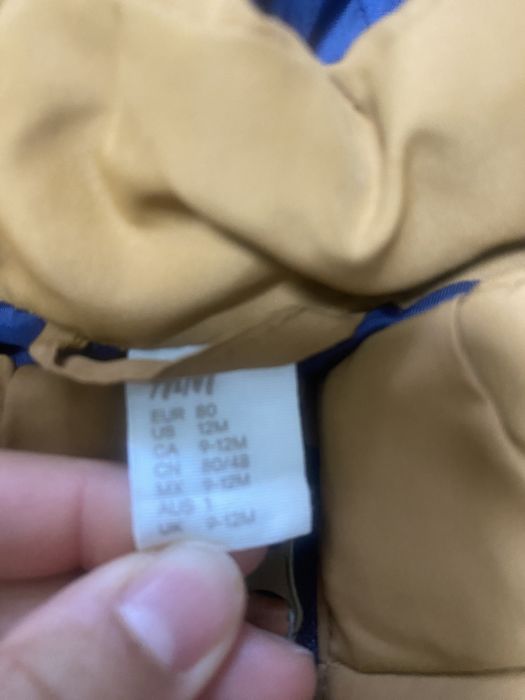 EUR 80
US 12M
CA 9-12M
CN 80/48
MX 9-12M
AUS 1
UK 9-12M